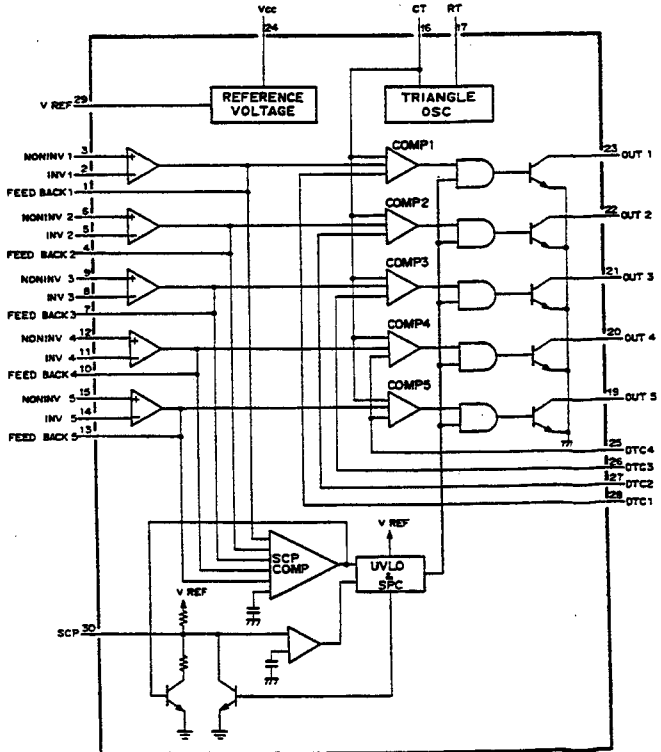 Vcc CT RT
24 16 17
V REF 29
REFERENCE VOLTAGE
TRIANGLE OSC
NONINV 1 3
INV 1 2
FEED BACK 1 1
COMP1
23 OUT 1
NONINV 2 6
INV 2 5
FEED BACK 2 4
COMP2
22 OUT 2
NONINV 3 9
INV 3 8
FEED BACK 3 7
COMP3
21 OUT 3
NONINV 4 12
INV 4 11
FEED BACK 4 10
COMP4
20 OUT 4
NONINV 5 15
INV 5 14
FEED BACK 5 13
COMP5
19 OUT 5
25 DTC4
26 DTC3
27 DTC2
28 DTC1
V REF
SCP COMP
UVLO & SPC
V REF
SCP 30